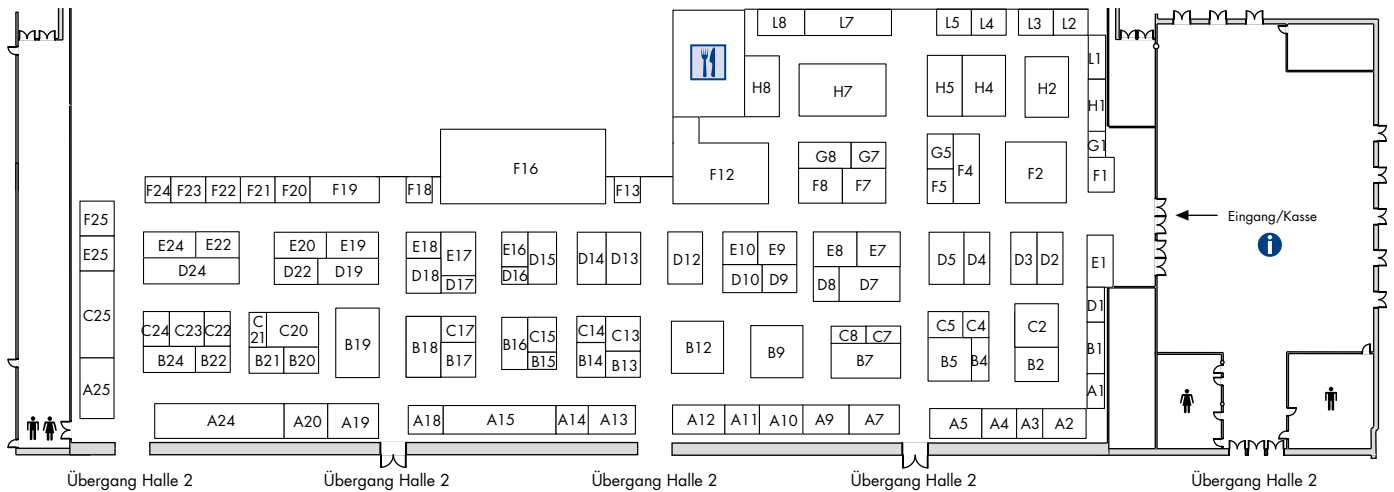 L8 L7 L5 L4 L3 L2
L1
H8 H7 H5 H4 H2
H1
G8 G7 G5 F4 G1
F24 F23 F22 F21 F20 F19 F18 F16 F13 F12 F8 F7 F5 F2 F1
F25
Eingang/Kasse
E25 E24 E22 E20 E19 E18 E17 E16 D15 D14 D13 D12 E10 E9 E8 E7 D5 D4 D3 D2 E1
D24 D22 D19 D18 D17 D16 D10 D9 D8 D7
D1
C25 C24 C23 C22 C21 C20 C17 C15 C14 C13 C8 C7 C5 C4 C2
B24 B22 B21 B20 B19 B18 B17 B16 B15 B14 B13 B12 B9 B7 B5 B4 B2 B1
A25
A1
A24 A20 A19 A18 A15 A14 A13 A12 A11 A10 A9 A7 A5 A4 A3 A2
Übergang Halle 2 Übergang Halle 2 Übergang Halle 2 Übergang Halle 2 Übergang Halle 2